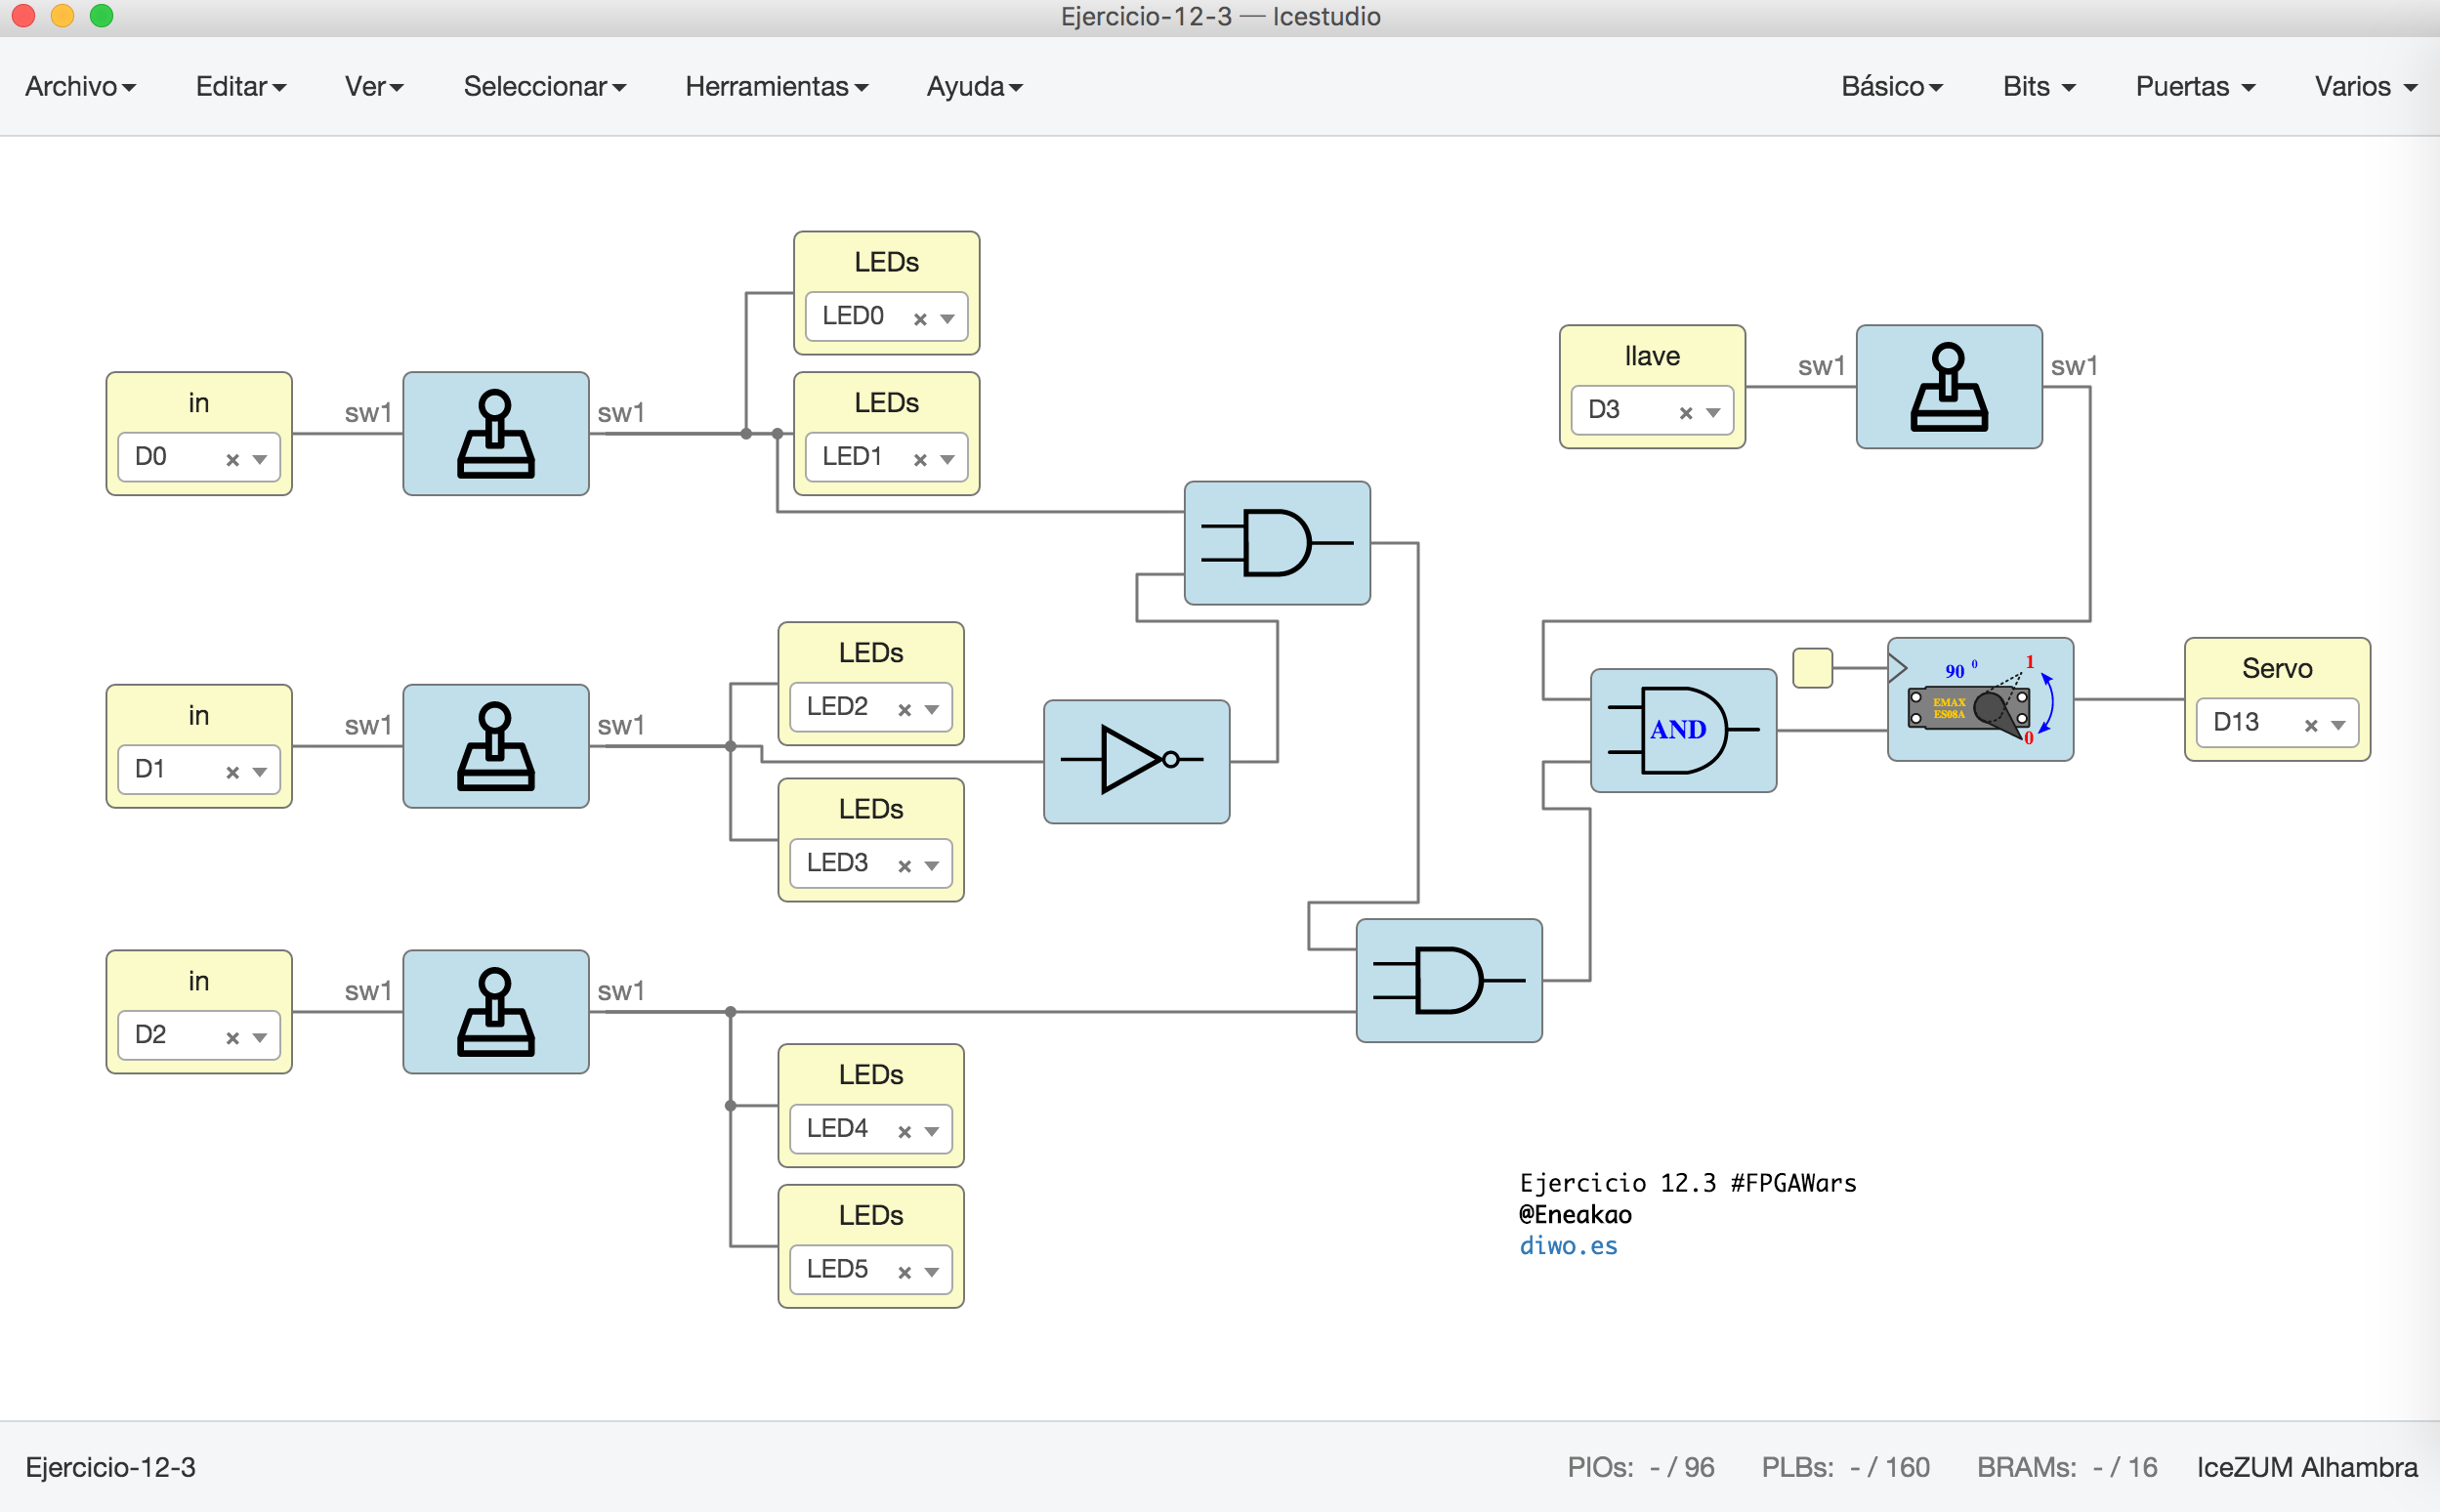 Ejercicio-12-3 — Icestudio
Archivo Editar Ver Seleccionar Herramientas Ayuda Básico Bits Puertas Varios
LEDs
LED0
in
D0
sw1
sw1
LEDs
LED1
llave
D3
sw1
sw1
in
D1
sw1
sw1
LEDs
LED2
LEDs
LED3
AND
90 0
1
EMAX
ES08A
0
Servo
D13
in
D2
sw1
sw1
LEDs
LED4
LEDs
LED5
Ejercicio 12.3 #FPGAWars
@Eneakao
diwo.es
Ejercicio-12-3 PIOs: - / 96 PLBs: - / 160 BRAMs: - / 16 IceZUM Alhambra